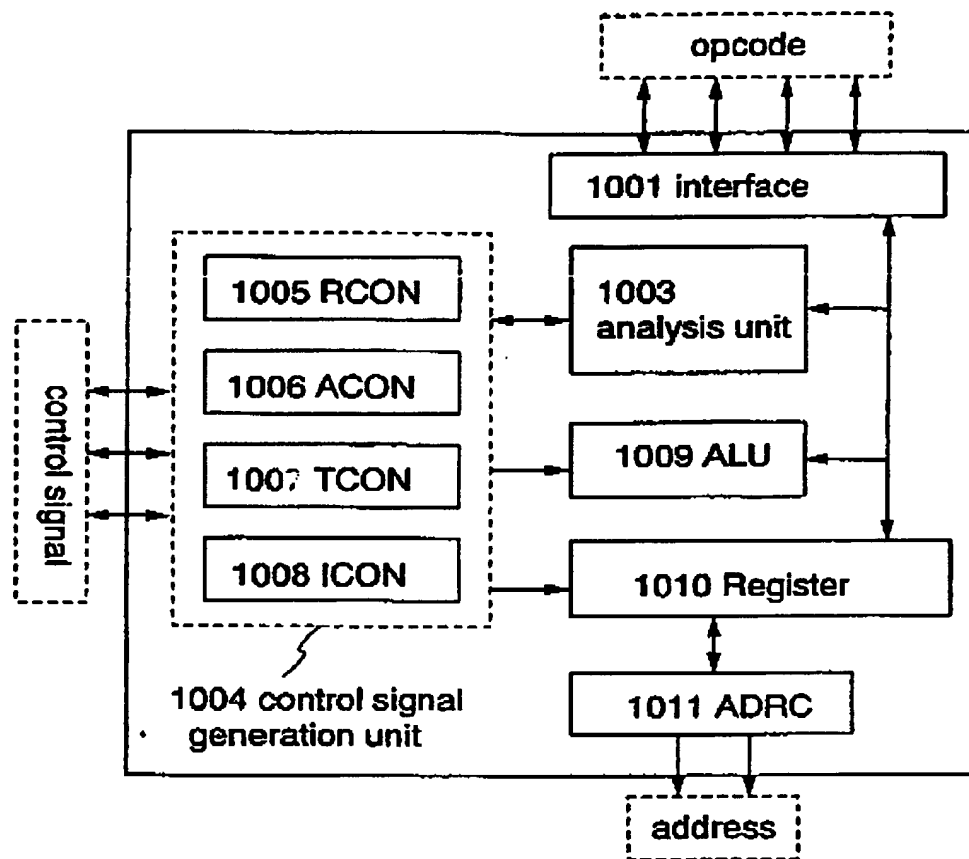 opcode
1001 interface
1005 RCON
1003
analysis unit
1006 ACON
control signal
1009 ALU
1007 TCON
1008 ICON
1010 Register
1004 control signal
generation unit
1011 ADRC
address